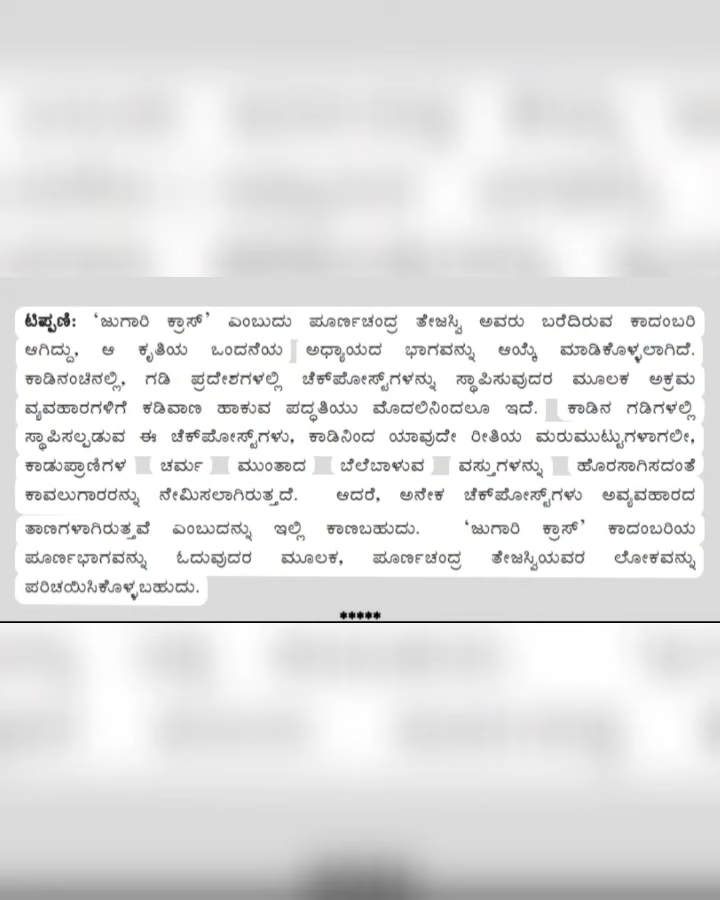 ಟಿಪ್ಪಣಿ: ‘ಜುಗಾರಿ ಕ್ರಾಸ್’ ಎಂಬುದು ಪೂರ್ಣಚಂದ್ರ ತೇಜಸ್ವಿ ಅವರು ಬರೆದಿರುವ ಕಾದಂಬರಿ
ಆಗಿದ್ದು, ಆ ಕೃತಿಯ ಒಂದನೆಯ ಅಧ್ಯಾಯದ ಭಾಗವನ್ನು ಆಯ್ಕೆ ಮಾಡಿಕೊಳ್ಳಲಾಗಿದೆ.
ಕಾಡಿನಂಚಿನಲ್ಲಿ, ಗಡಿ ಪ್ರದೇಶಗಳಲ್ಲಿ ಚೆಕ್‌ಪೋಸ್ಟ್‌ಗಳನ್ನು ಸ್ಥಾಪಿಸುವುದರ ಮೂಲಕ ಅಕ್ರಮ
ವ್ಯವಹಾರಗಳಿಗೆ ಕಡಿವಾಣ ಹಾಕುವ ಪದ್ಧತಿಯು ಮೊದಲಿನಿಂದಲೂ ಇದೆ. ಕಾಡಿನ ಗಡಿಗಳಲ್ಲಿ
ಸ್ಥಾಪಿಸಲ್ಪಡುವ ಈ ಚೆಕ್‌ಪೋಸ್ಟ್‌ಗಳು, ಕಾಡಿನಿಂದ ಯಾವುದೇ ರೀತಿಯ ಮರುಮುಟ್ಟುಗಳಾಗಲೀ,
ಕಾಡುಪ್ರಾಣಿಗಳ ಚರ್ಮ ಮುಂತಾದ ಬೆಲೆಬಾಳುವ ವಸ್ತುಗಳನ್ನು ಹೊರಸಾಗಿಸದಂತೆ
ಕಾವಲುಗಾರರನ್ನು ನೇಮಿಸಲಾಗಿರುತ್ತದೆ. ಆದರೆ, ಅನೇಕ ಚೆಕ್‌ಪೋಸ್ಟ್‌ಗಳು ಅವ್ಯವಹಾರದ
ತಾಣಗಳಾಗಿರುತ್ತವೆ ಎಂಬುದನ್ನು ಇಲ್ಲಿ ಕಾಣಬಹುದು. ‘ಜುಗಾರಿ ಕ್ರಾಸ್’ ಕಾದಂಬರಿಯ
ಪೂರ್ಣಭಾಗವನ್ನು ಓದುವುದರ ಮೂಲಕ, ಪೂರ್ಣಚಂದ್ರ ತೇಜಸ್ವಿಯವರ ಲೋಕವನ್ನು
ಪರಿಚಯಿಸಿಕೊಳ್ಳಬಹುದು.
*****